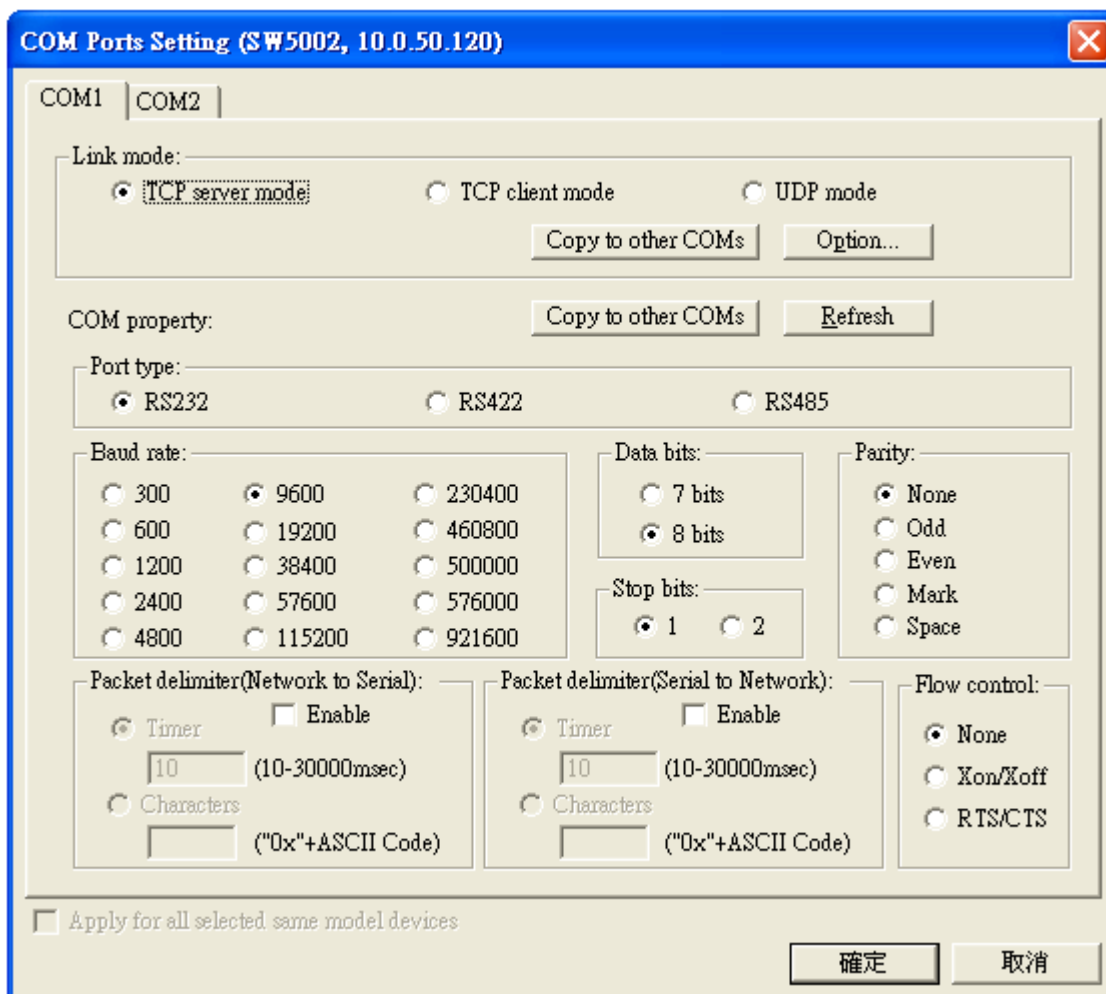 COM Ports Setting (SW5002, 10.0.50.120)
COM1 COM2
Link mode:
TCP server mode TCP client mode UDP mode
Copy to other COMs Option...
COM property: Copy to other COMs Refresh
Port type:
RS232 RS422 RS485
Baud rate: Data bits: Parity:
300 9600 230400 7 bits None
600 19200 460800 8 bits Odd
1200 38400 500000 Even
2400 57600 576000 Stop bits: Mark
4800 115200 921600 1 2 Space
Packet delimiter(Network to Serial): Packet delimiter(Serial to Network): Flow control:
Timer Enable Timer Enable None
10 (10-30000msec) 10 (10-30000msec) Xon/Xoff
Characters Characters RTS/CTS
("0x"+ASCII Code) ("0x"+ASCII Code)
Apply for all selected same model devices
確定 取消